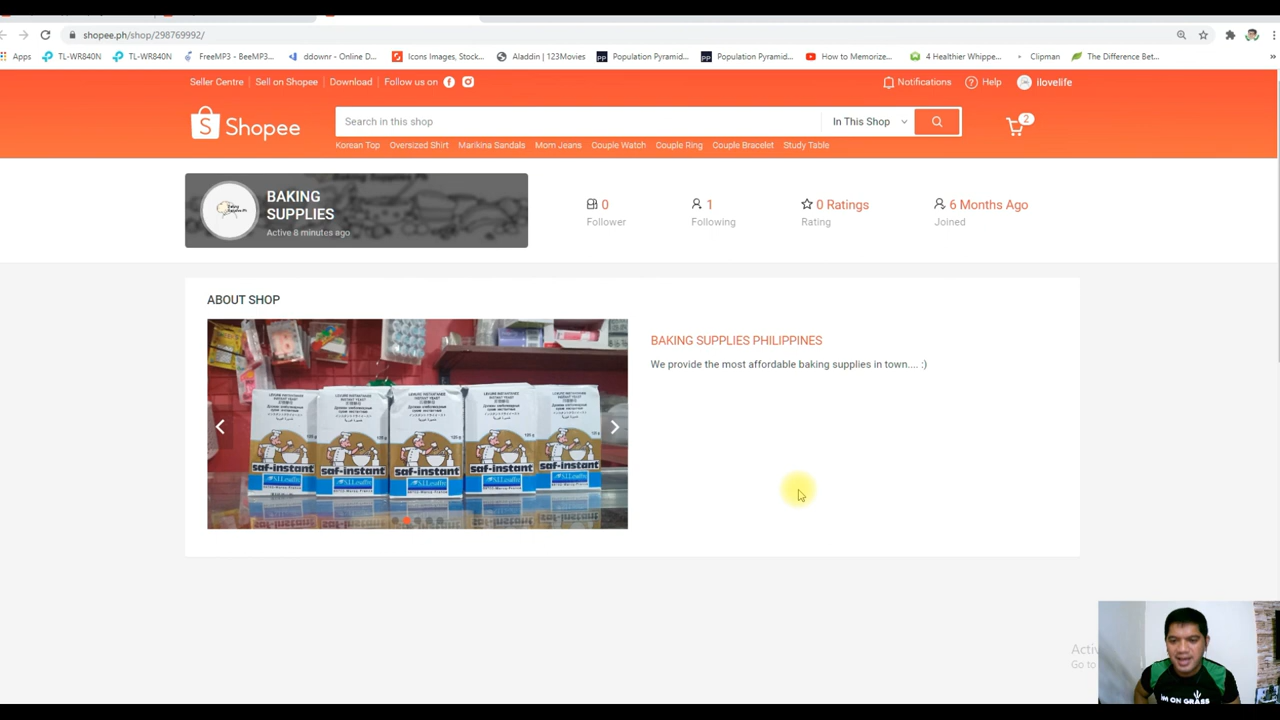 shopee.ph/shop/298769992/
Apps TL-WR840N TL-WR840N FreeMP3 - BeeMP3... ddownr - Online D... Icons Images, Stock... Aladdin | 123Movies Population Pyramid... Population Pyramid... How to Memorize... 4 Healthier Whippe... Clipman The Difference Bet...
Seller Centre Sell on Shopee Download Follow us on Notifications Help ilovelife
Shopee Search in this shop In This Shop 2
Korean Top Oversized Shirt Marikina Sandals Mom Jeans Couple Watch Couple Ring Couple Bracelet Study Table
BAKING
SUPPLIES
Active 8 minutes ago
0 1 0 Ratings 6 Months Ago
Follower Following Rating Joined
ABOUT SHOP
BAKING SUPPLIES PHILIPPINES
We provide the most affordable baking supplies in town.... :)
saf-instant saf-instant saf-instant saf-instant saf-instant
I'M ON GRASS